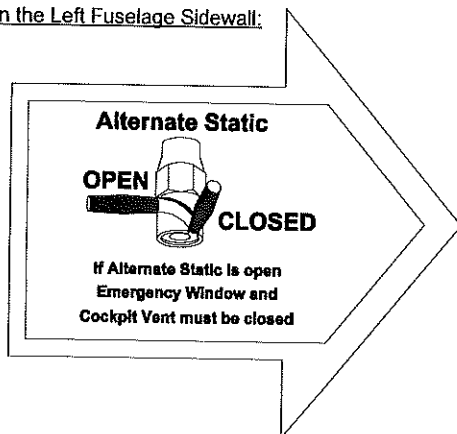 n the Left Fuselage Sidewall:
Alternate Static
OPEN
CLOSED
If Alternate Static is open
Emergency Window and
Cockpit Vent must be closed